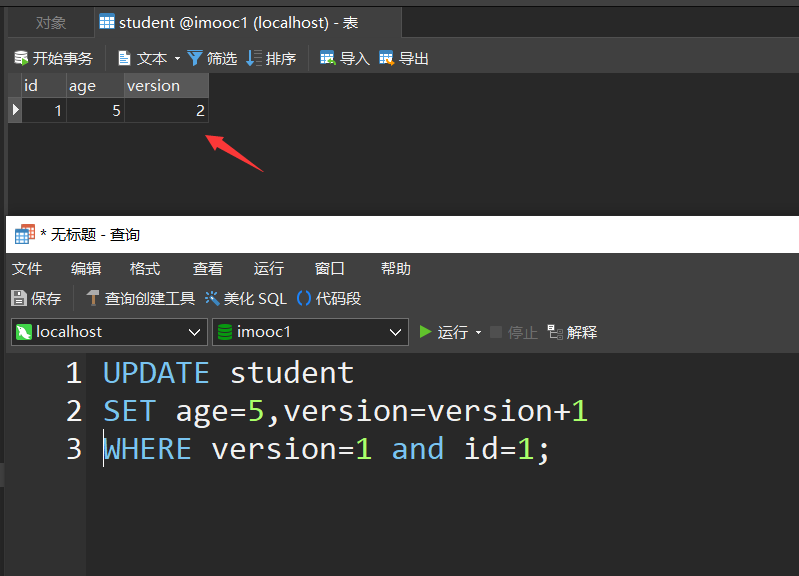 对象 student @imooc1 (localhost) - 表
开始事务 文本 筛选 排序 导入 导出
id age version
1 5 2
* 无标题 - 查询
文件 编辑 格式 查看 运行 窗口 帮助
保存 查询创建工具 美化 SQL () 代码段
localhost imooc1 运行 停止 解释
1 UPDATE student
2 SET age=5,version=version+1
3 WHERE version=1 and id=1;